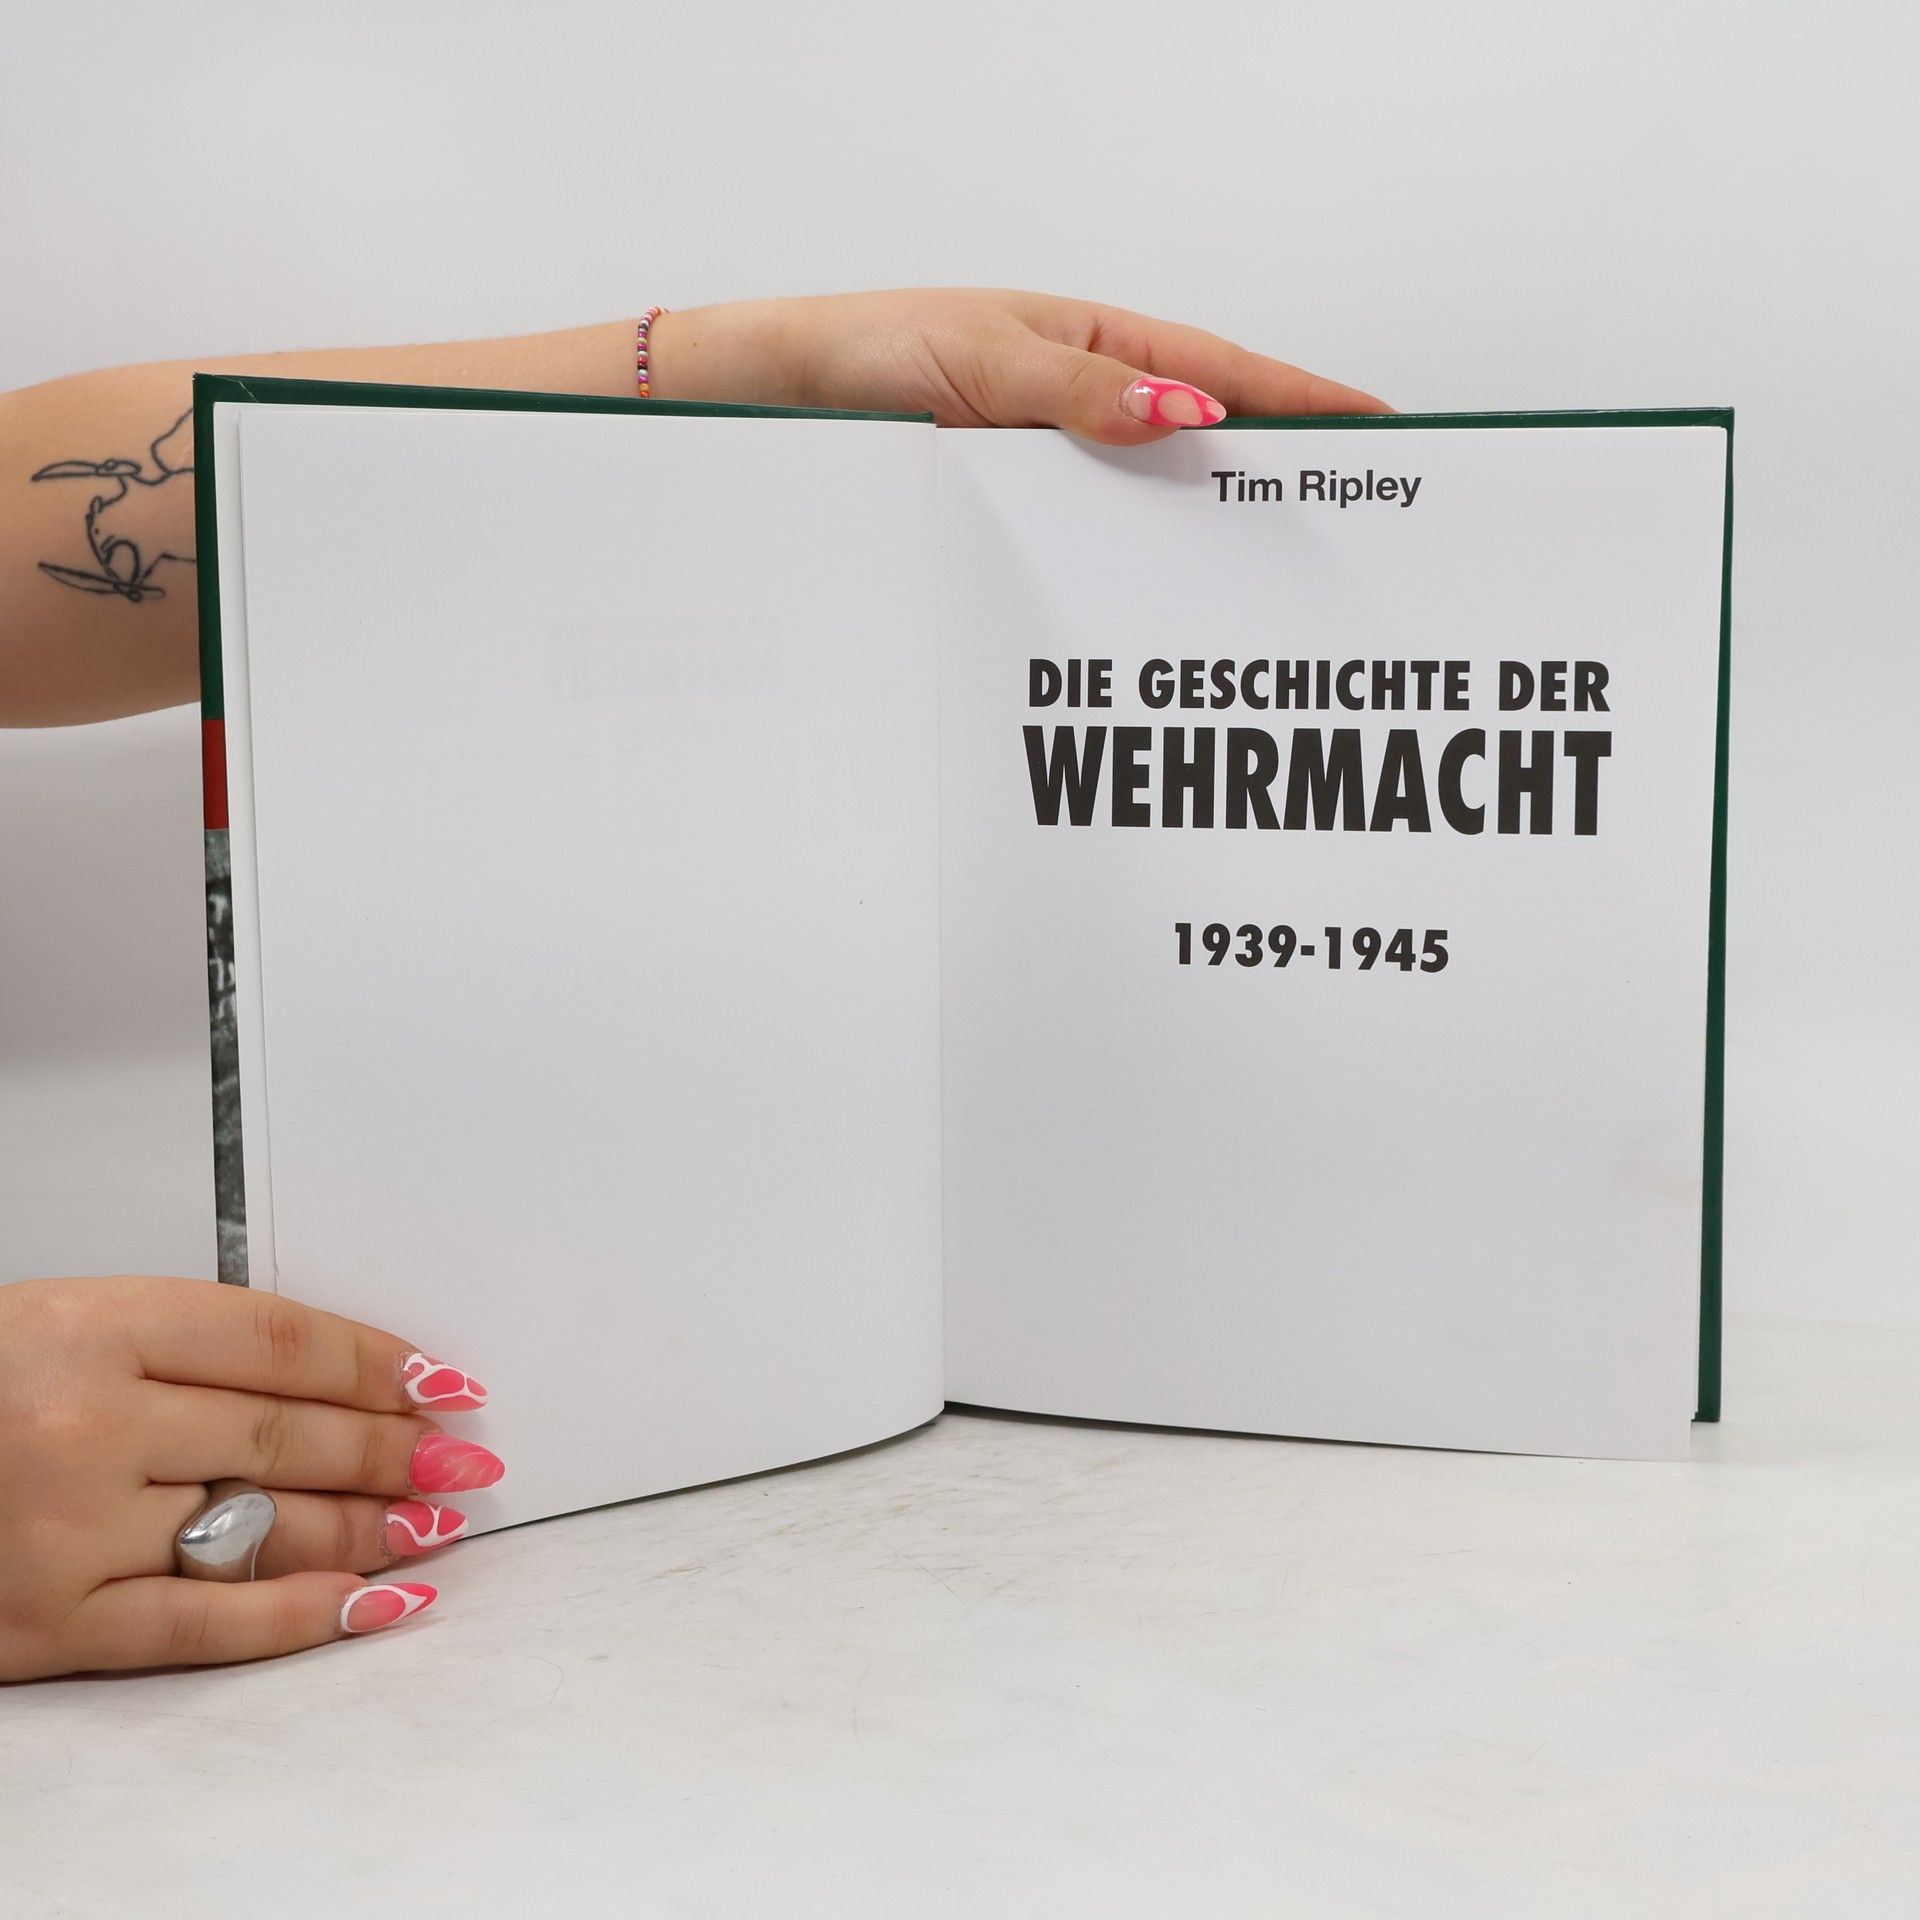 Tim Ripley
DIE GESCHICHTE DER
WEHRMACHT
1939-1945